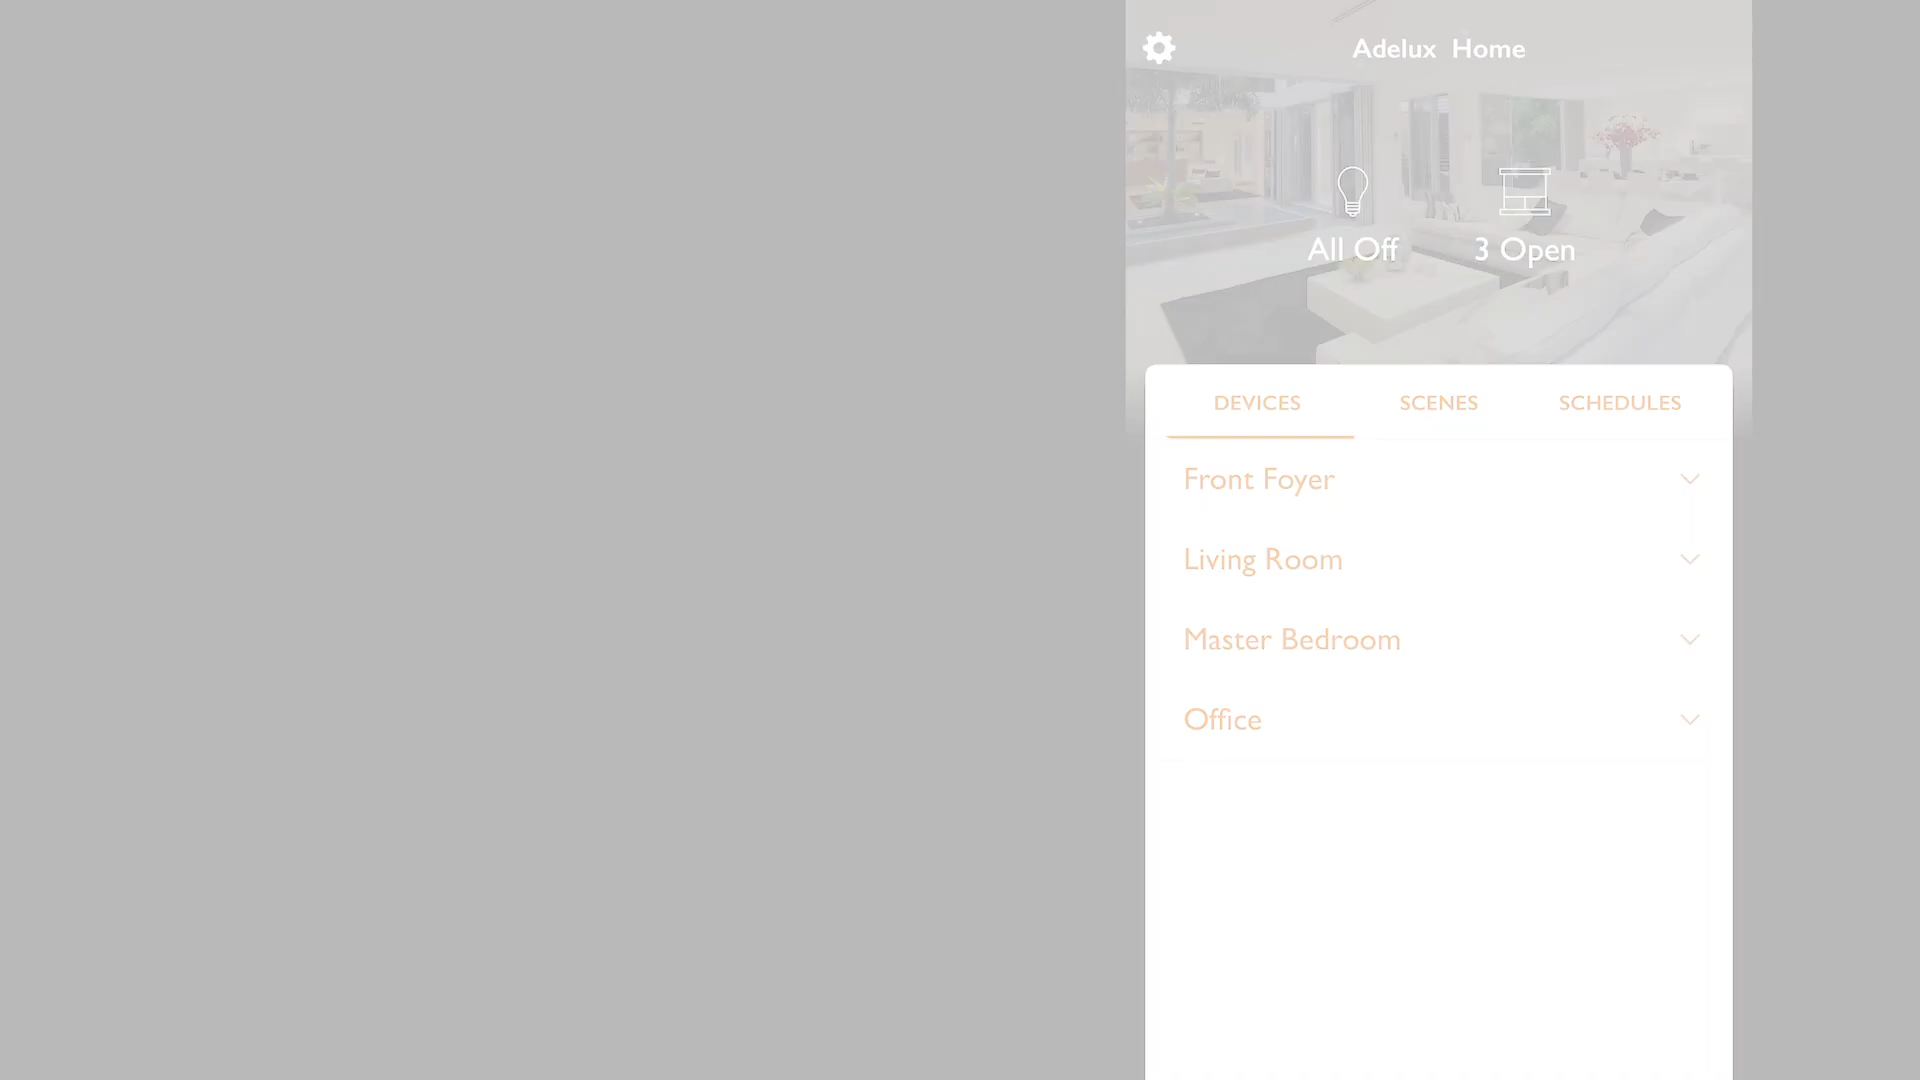 Adelux Home
All Off
3 Open
DEVICES SCENES SCHEDULES
Front Foyer
Living Room
Master Bedroom
Office